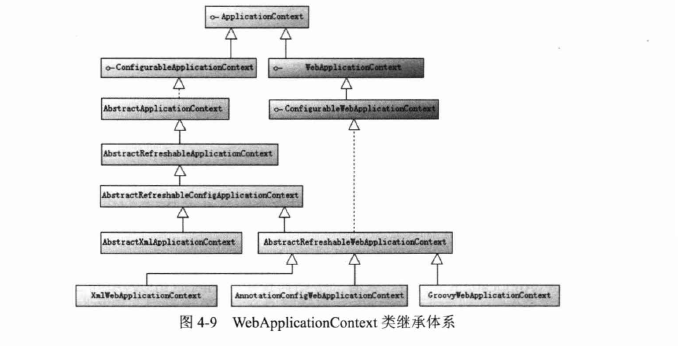 ApplicationContext
ConfigurableApplicationContext
WebApplicationContext
AbstractApplicationContext
ConfigurableWebApplicationContext
AbstractRefreshableApplicationContext
AbstractRefreshableConfigApplicationContext
AbstractXmlApplicationContext
AbstractRefreshableWebApplicationContext
XmlWebApplicationContext
AnnotationConfigWebApplicationContext
GroovyWebApplicationContext
图 4-9 WebApplicationContext 类继承体系